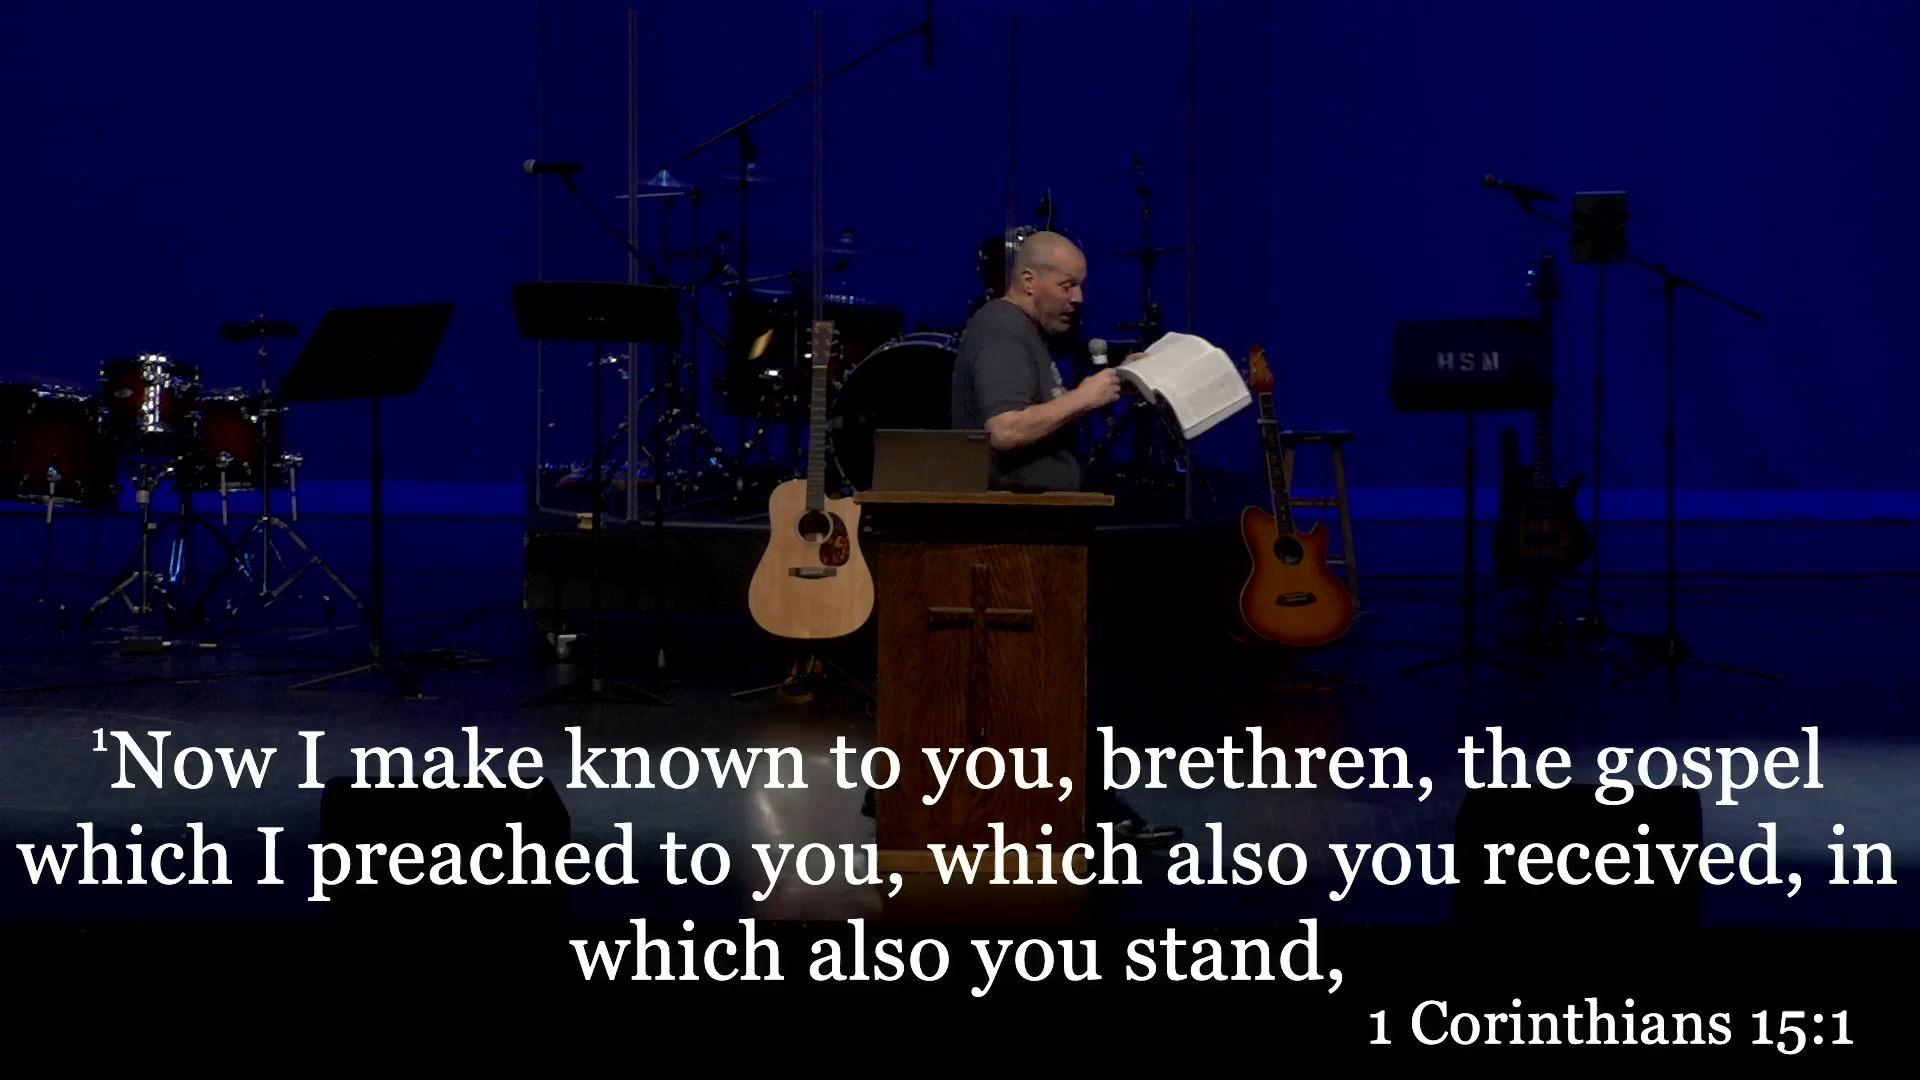 HSM
¹Now I make known to you, brethren, the gospel
which I preached to you, which also you received, in
which also you stand,
1 Corinthians 15:1